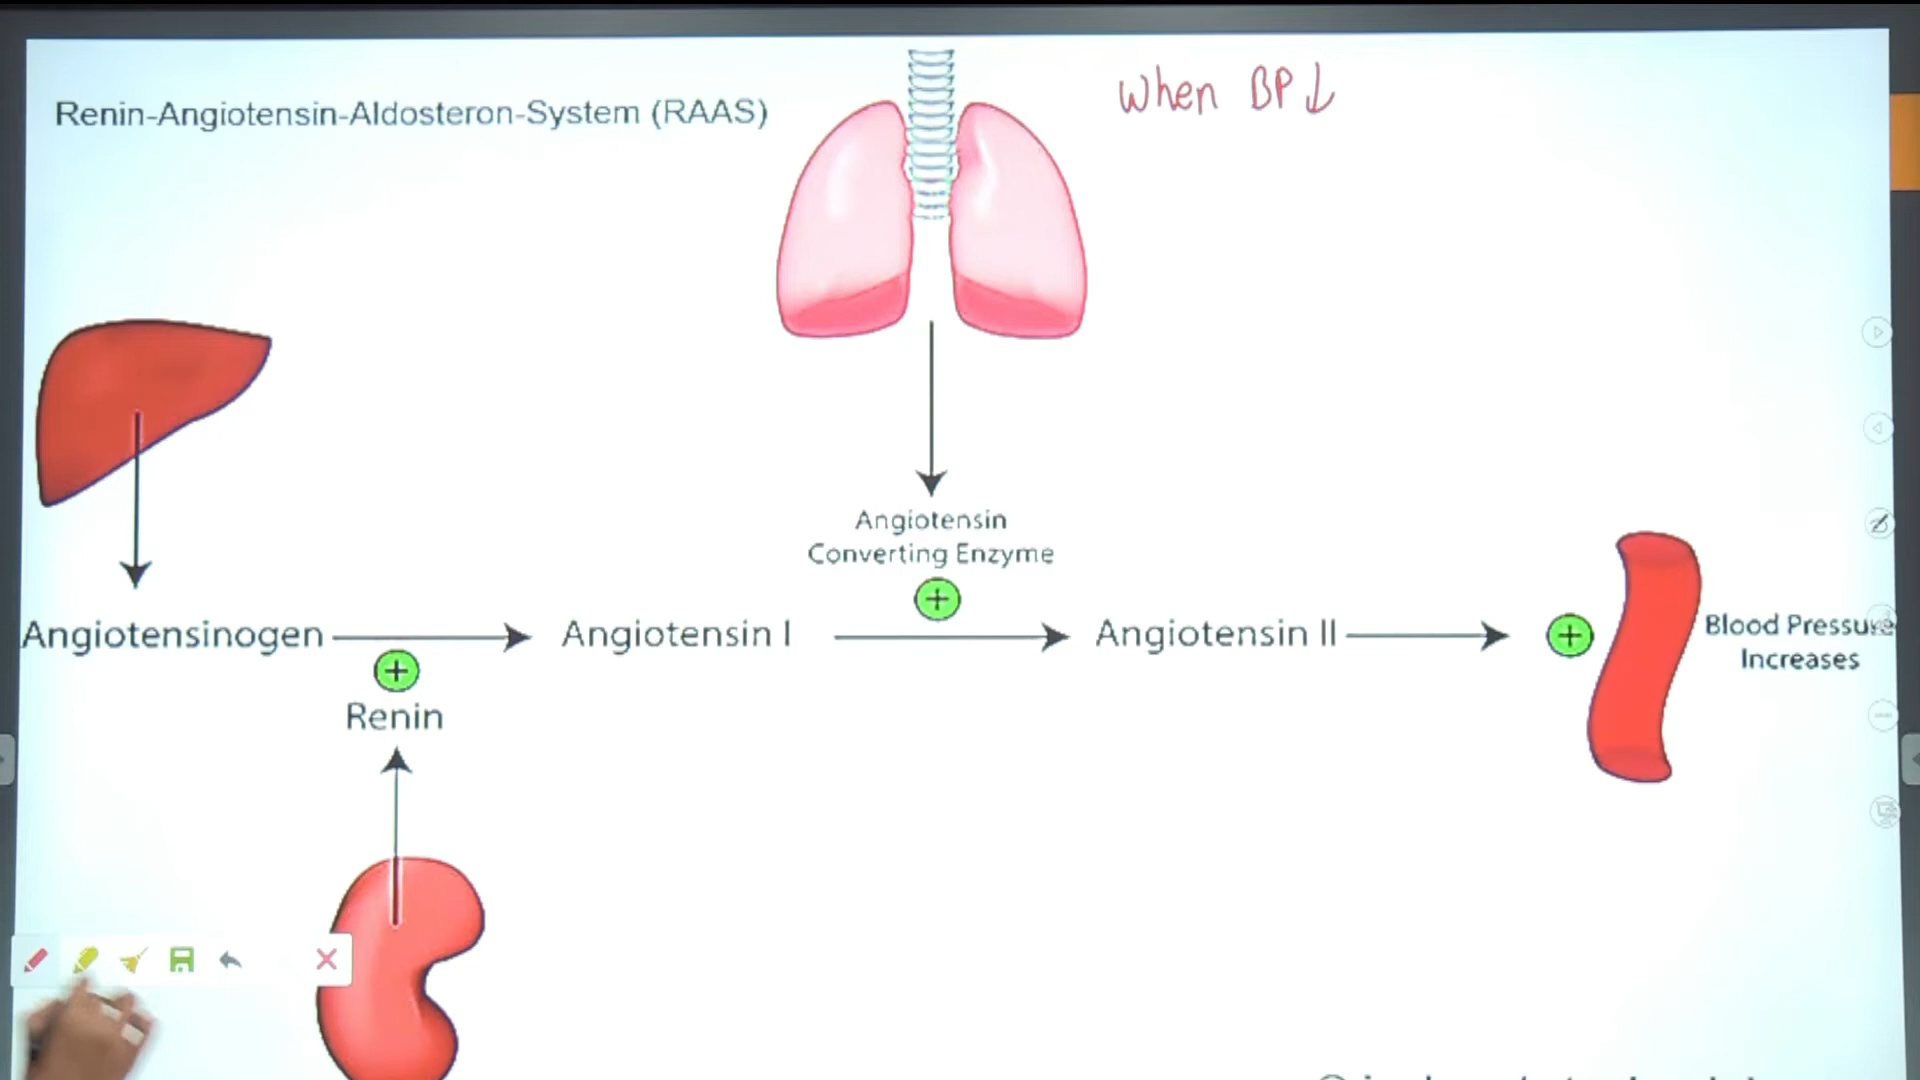 Renin-Angiotensin-Aldosteron-System (RAAS)
When BP↓
Angiotensin
Converting Enzyme
Angiotensinogen
Angiotensin I
Angiotensin II
Blood Pressure
Increases
Renin